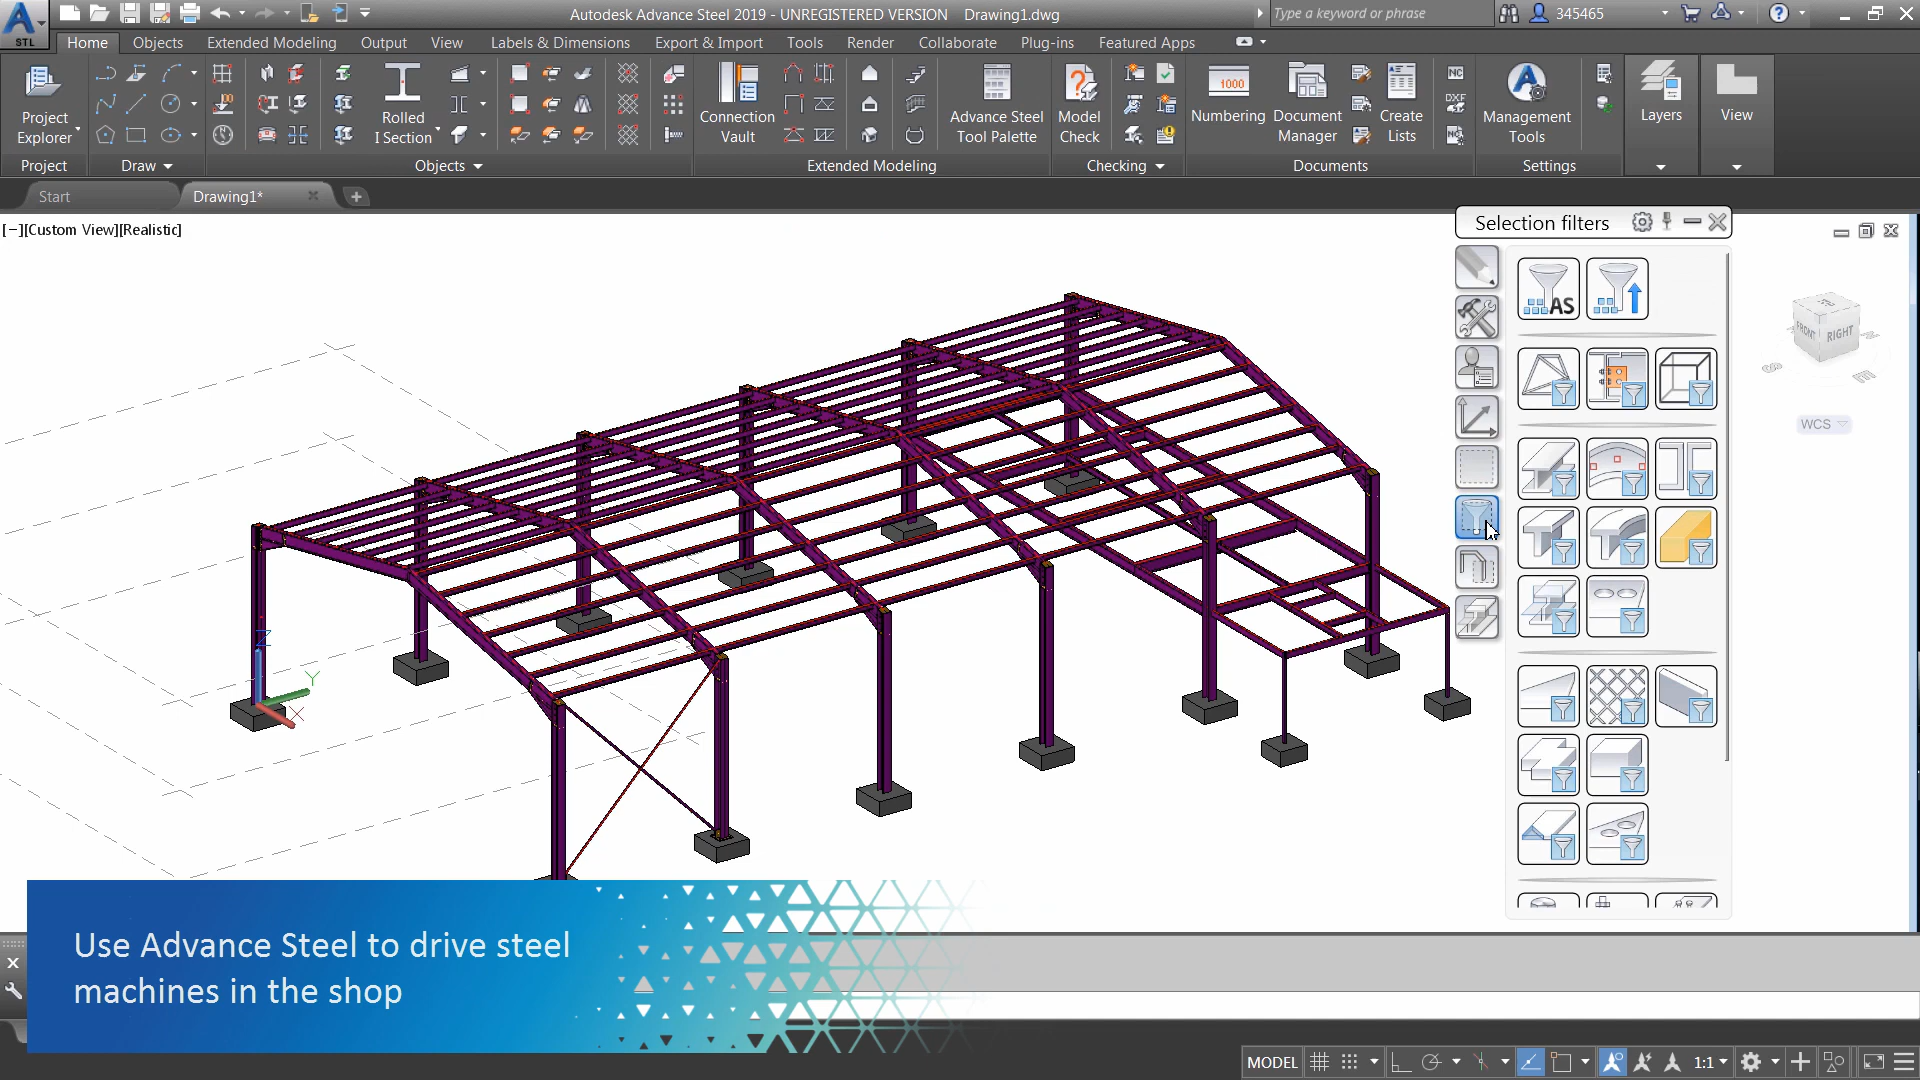 Autodesk Advance Steel 2019 - UNREGISTERED VERSION Drawing1.dwg
Type a keyword or phrase
345465
STL
Home Objects Extended Modeling Output View Labels & Dimensions Export & Import Tools Render Collaborate Plug-ins Featured Apps
Project
Explorer
Rolled
I Section
Connection
Vault
Advance Steel
Tool Palette
Model
Check
1000
Numbering
Document
Manager
Create
Lists
NC
DXF
Management
Tools
Layers
View
Project Draw Objects Extended Modeling Checking Documents Settings
Start Drawing1*
[−][Custom View][Realistic]
Selection filters
AS
FRONT
RIGHT
WCS
Z
Y
X
Use Advance Steel to drive steel
machines in the shop
MODEL
1:1